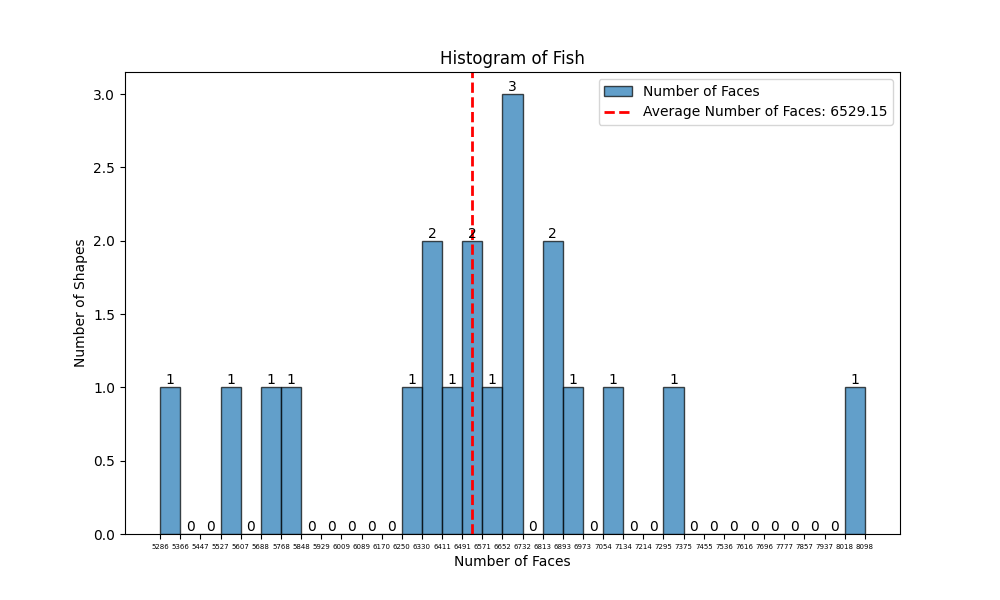 Histogram of Fish
Number of Faces
Average Number of Faces: 6529.15
Number of Shapes
3.0
2.5
2.0
1.5
1.0
0.5
0.0
1 0 0 1 0 1 1 0 0 0 0 0 1 2 1 2 1 3 0 2 1 0 1 0 0 1 0 0 0 0 0 0 0 0 1
5286 5366 5447 5527 5607 5688 5768 5848 5929 6009 6089 6170 6250 6330 6411 6491 6571 6652 6732 6813 6893 6973 7054 7134 7214 7295 7375 7455 7536 7616 7696 7777 7857 7937 8018 8098
Number of Faces